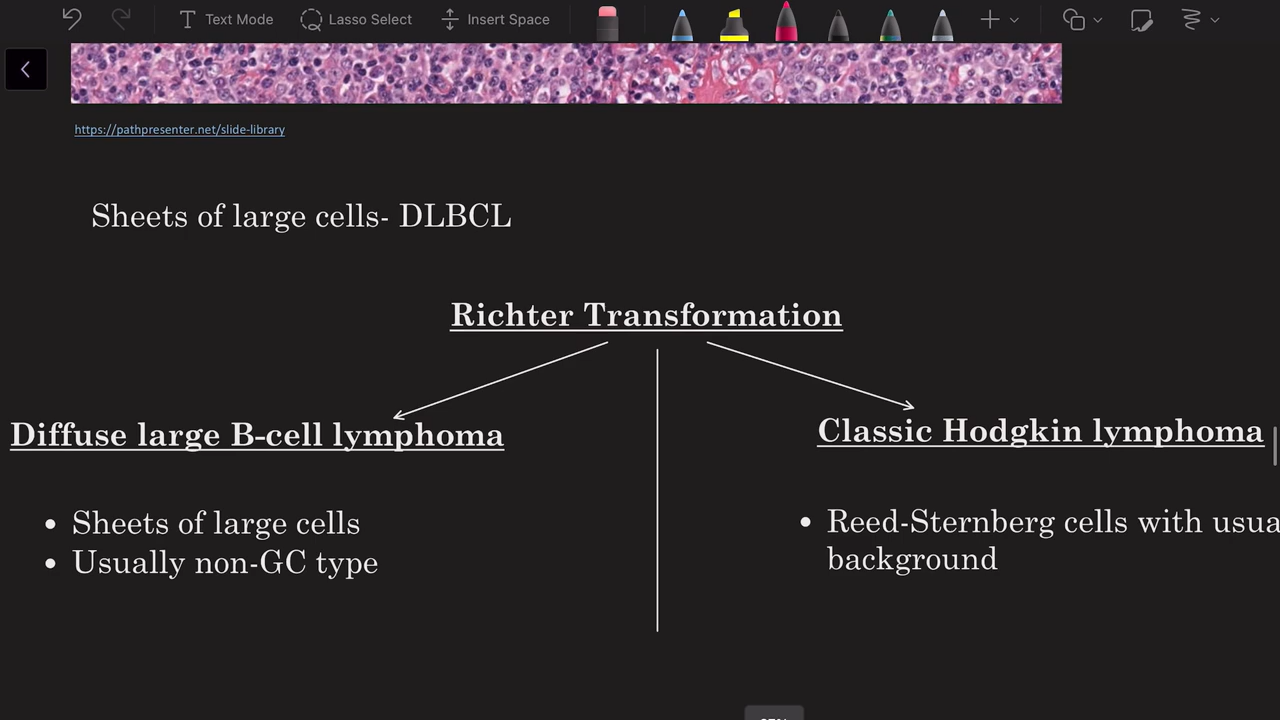 Text Mode Lasso Select Insert Space
https://pathpresenter.net/slide-library
Sheets of large cells- DLBCL
Richter Transformation
Diffuse large B-cell lymphoma
Classic Hodgkin lymphoma
• Sheets of large cells
• Usually non-GC type
• Reed-Sternberg cells with
background